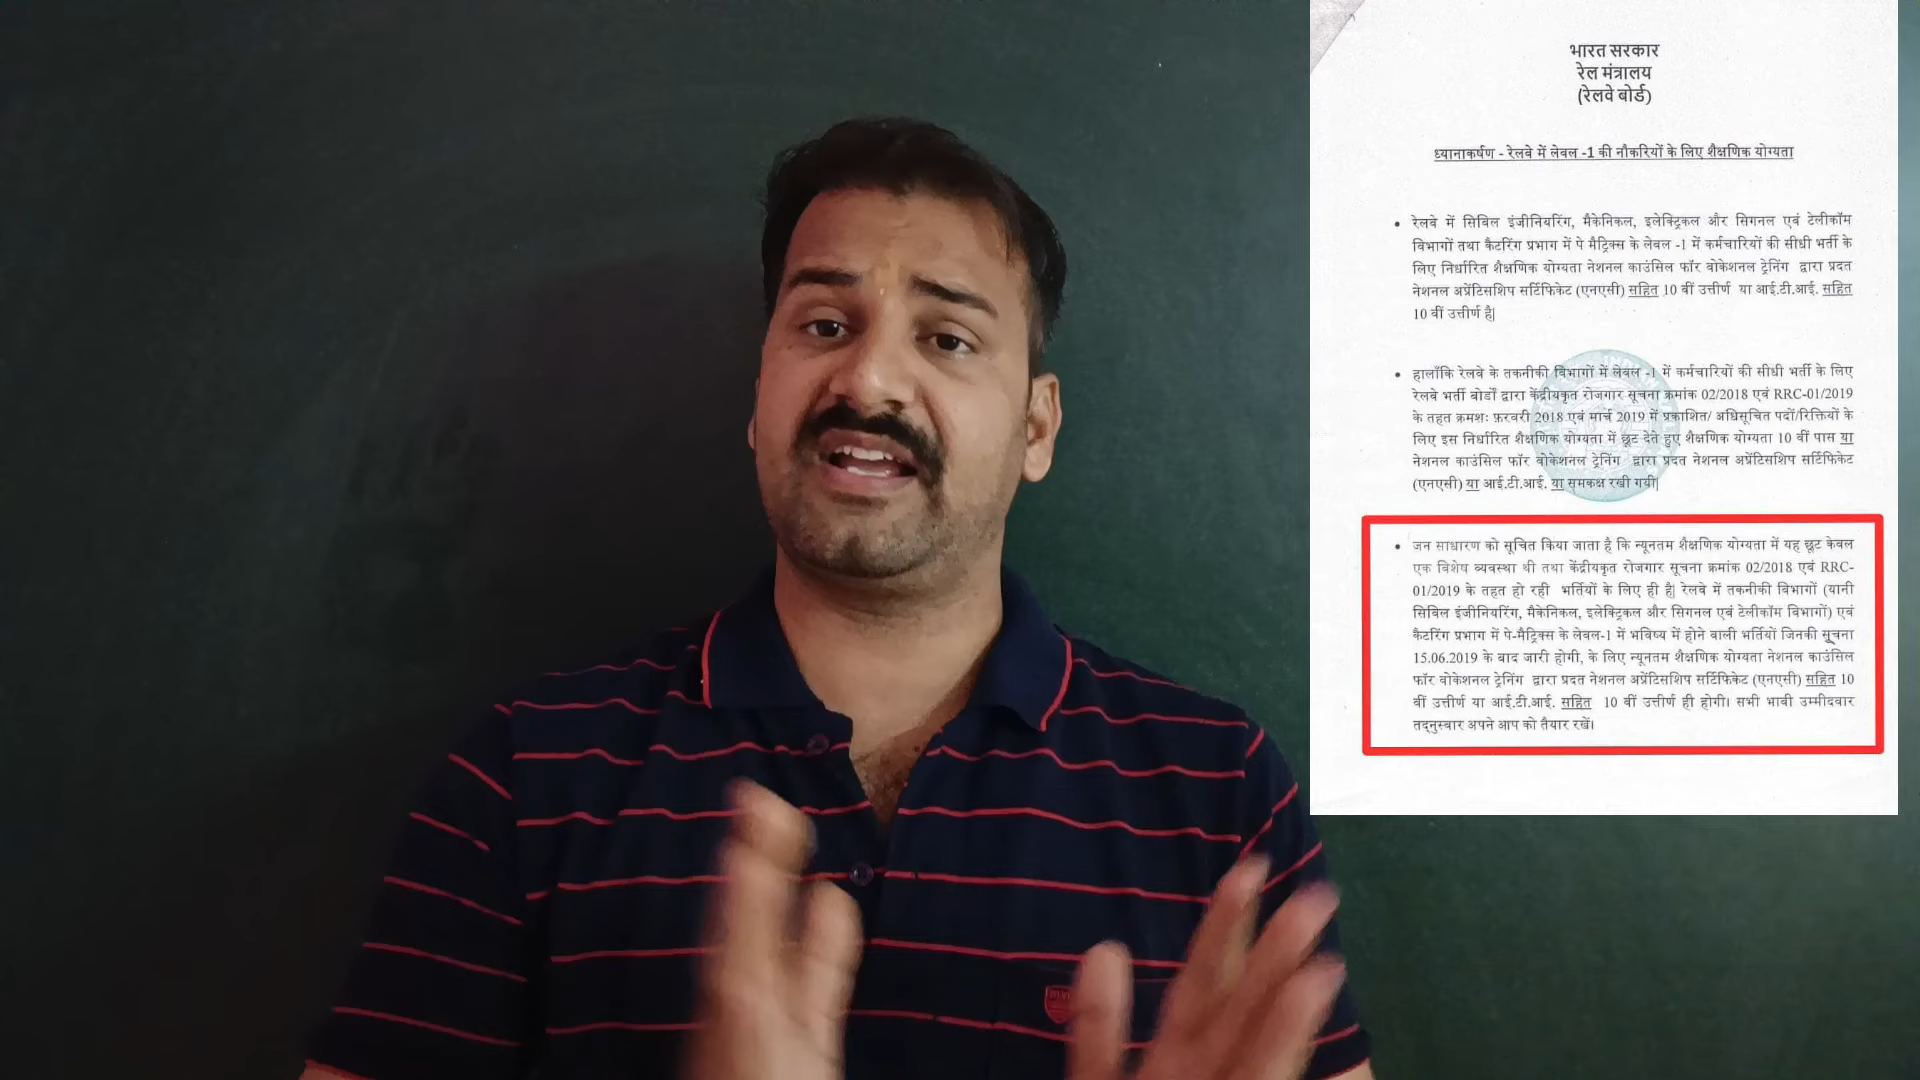 भारत सरकार
रेल मंत्रालय
(रेलवे बोर्ड)
ध्यानाकर्षण - रेलवे में लेवल -1 की नौकरियों के लिए शैक्षणिक योग्यता
• रेलवे में सिविल इंजीनियरिंग, मैकेनिकल, इलेक्ट्रिकल और सिगनल एवं टेलीकॉम
विभागों तथा कैटरिंग प्रभाग में पे मैट्रिक्स के लेवल -1 में कर्मचारियों की सीधी भर्ती के
लिए निर्धारित शैक्षणिक योग्यता नेशनल काउंसिल फॉर वोकेशनल ट्रेनिंग द्वारा प्रदत
नेशनल अप्रेंटिसशिप सर्टिफिकेट (एनएसी) सहित 10 वीं उत्तीर्ण या आई.टी.आई. सहित
10 वीं उत्तीर्ण है|
• हालाँकि रेलवे के तकनीकी विभागों में लेवल -1 में कर्मचारियों की सीधी भर्ती के लिए
रेलवे भर्ती बोर्डों द्वारा केंद्रीयकृत रोजगार सूचना क्रमांक 02/2018 एवं RRC-01/2019
के तहत क्रमशः फ़रवरी 2018 एवं मार्च 2019 में प्रकाशित/ अधिसूचित पदों/रिक्तियों के
लिए इस निर्धारित शैक्षणिक योग्यता में छूट देते हुए शैक्षणिक योग्यता 10 वीं पास या
नेशनल काउंसिल फॉर वोकेशनल ट्रेनिंग द्वारा प्रदत नेशनल अप्रेंटिसशिप सर्टिफिकेट
(एनएसी) या आई.टी.आई. या समकक्ष रखी गयी|
• जन साधारण को सूचित किया जाता है कि न्यूनतम शैक्षणिक योग्यता में यह छूट केवल
एक विशेष व्यवस्था थी तथा केंद्रीयकृत रोजगार सूचना क्रमांक 02/2018 एवं RRC-
01/2019 के तहत हो रही भर्तियों के लिए ही है| रेलवे में तकनीकी विभागों (यानी
सिविल इंजीनियरिंग, मैकेनिकल, इलेक्ट्रिकल और सिगनल एवं टेलीकॉम विभागों) एवं
कैटरिंग प्रभाग में पे-मैट्रिक्स के लेवल-1 में भविष्य में होने वाली भर्तियों जिनकी सूचना
15.06.2019 के बाद जारी होगी, के लिए न्यूनतम शैक्षणिक योग्यता नेशनल काउंसिल
फॉर वोकेशनल ट्रेनिंग द्वारा प्रदत नेशनल अप्रेंटिसशिप सर्टिफिकेट (एनएसी) सहित 10
वीं उत्तीर्ण या आई.टी.आई. सहित 10 वीं उत्तीर्ण ही होगी। सभी भावी उम्मीदवार
तद्नुस्वार अपने आप को तैयार रखें।